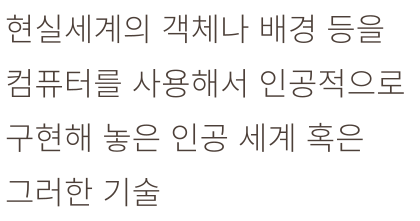 현실세계의 객체나 배경 등을
컴퓨터를 사용해서 인공적으로
구현해 놓은 인공 세계 혹은
그러한 기술